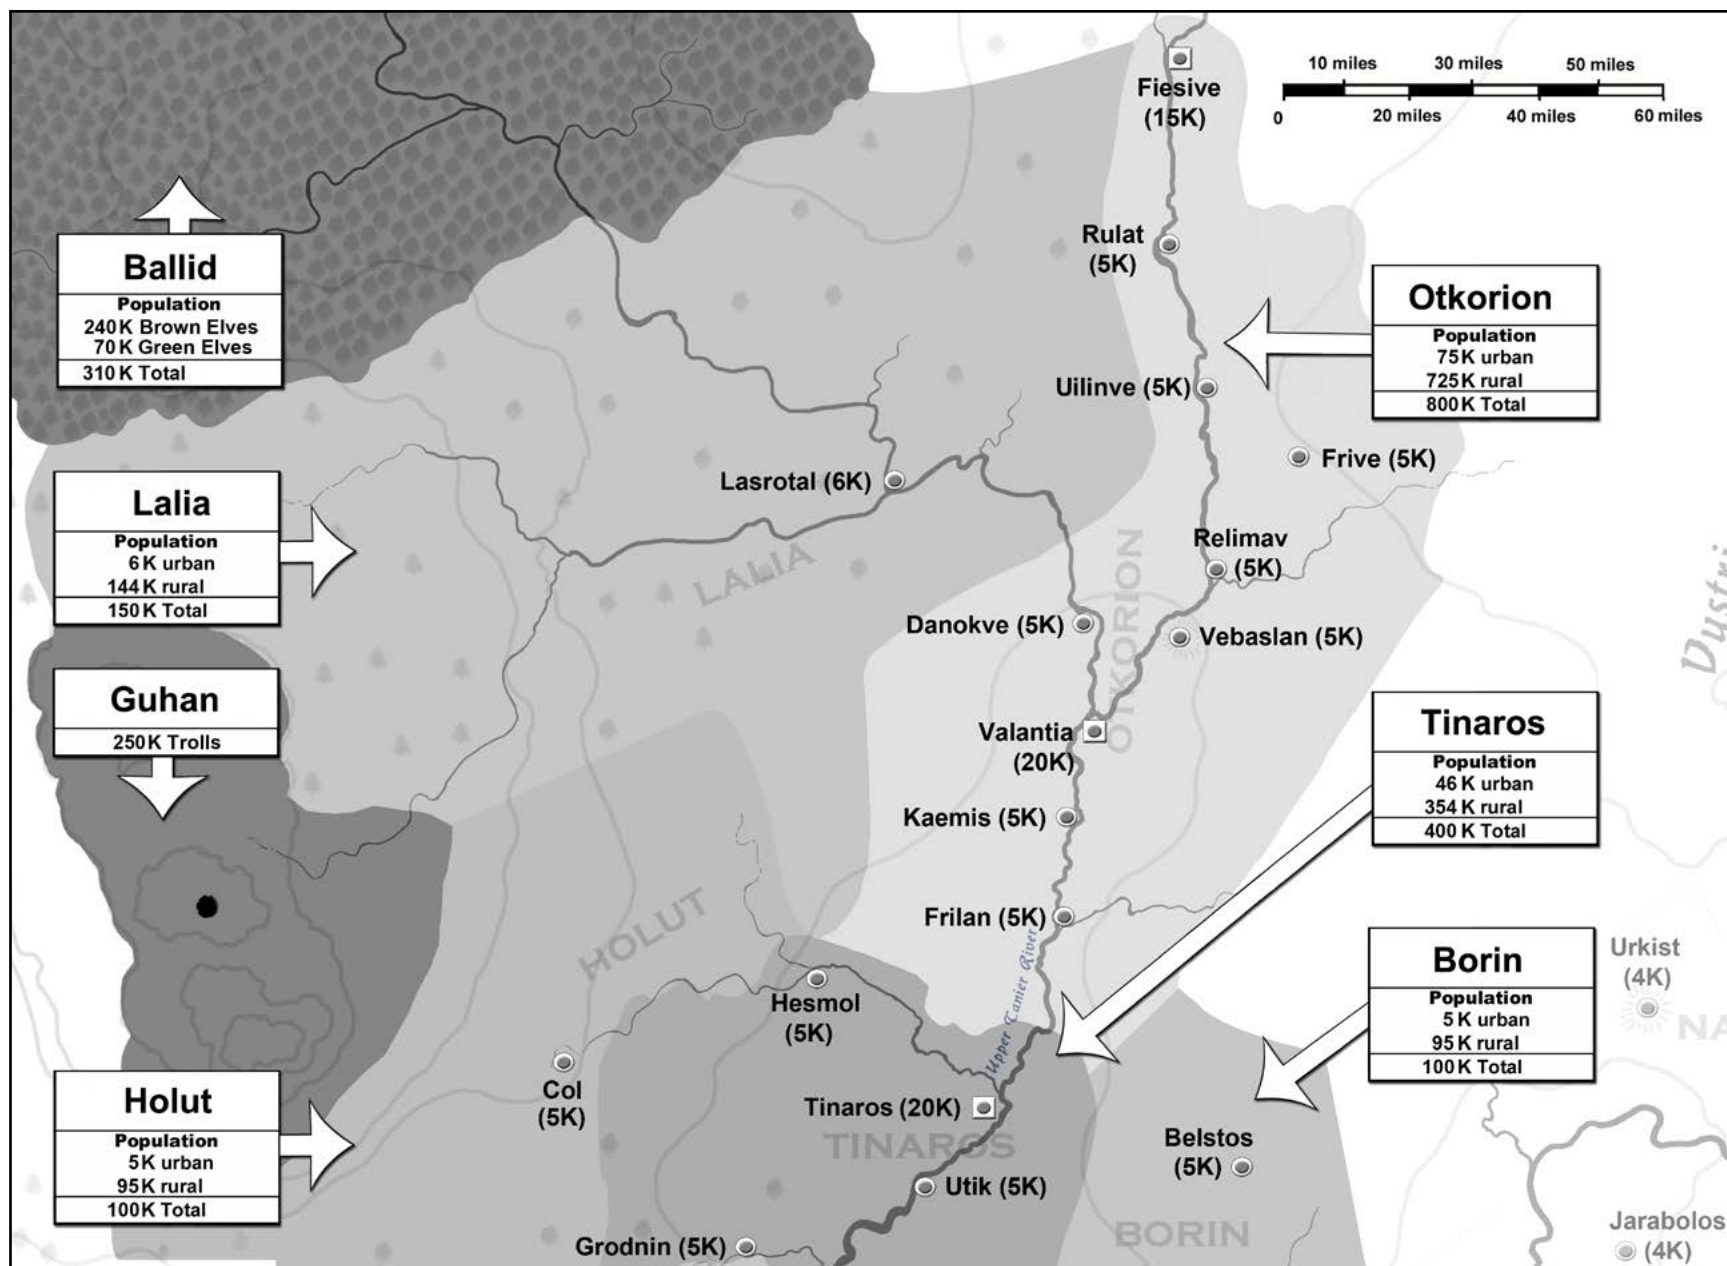 Fiesive
(15K)
10 miles
30 miles
50 miles
0
20 miles
40 miles
60 miles
Ballid
Population
240K Brown Elves
70K Green Elves
310K Total
Rulat
(5K)
Otkorion
Population
75K urban
725K rural
800K Total
Uilinve (5K)
Frive (5K)
Lasrotal (6K)
Lalia
Population
6K urban
144K rural
150K Total
LALIA
OTKORION
Relimav
(5K)
Dustri
Danokve (5K)
Vebaslan (5K)
Guhan
250K Trolls
Valantia
(20K)
Tinaros
Population
46K urban
354K rural
400K Total
Kaemis (5K)
HOLUT
Frilan (5K)
Upper Canier River
Borin
Population
5K urban
95K rural
100K Total
Urkist
(4K)
NA
Hesmol
(5K)
Col
(5K)
Holut
Population
5K urban
95K rural
100K Total
Tinaros (20K)
TINAROS
Belstos
(5K)
Utik (5K)
BORIN
Grodnin (5K)
Jarabolos
(4K)